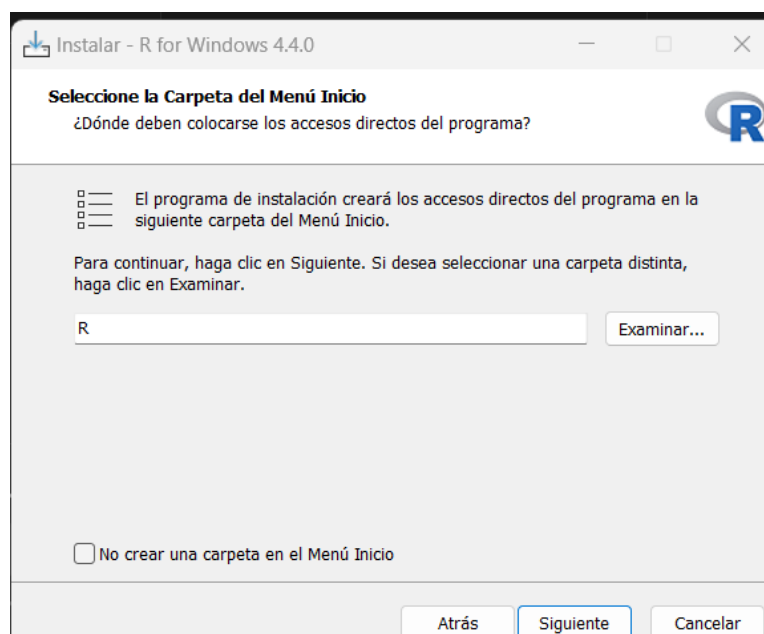 Instalar - R for Windows 4.4.0
Seleccione la Carpeta del Menú Inicio
¿Dónde deben colocarse los accesos directos del programa?
R
El programa de instalación creará los accesos directos del programa en la
siguiente carpeta del Menú Inicio.
Para continuar, haga clic en Siguiente. Si desea seleccionar una carpeta distinta,
haga clic en Examinar.
R
Examinar...
No crear una carpeta en el Menú Inicio
Atrás
Siguiente
Cancelar